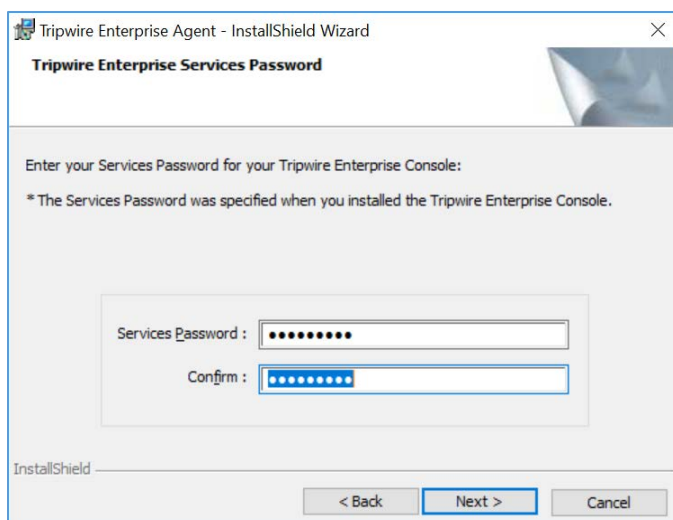 Tripwire Enterprise Agent - InstallShield Wizard
Tripwire Enterprise Services Password
Enter your Services Password for your Tripwire Enterprise Console:
* The Services Password was specified when you installed the Tripwire Enterprise Console.
Services Password : •••••••••
Confirm : •••••••••
InstallShield
< Back Next > Cancel